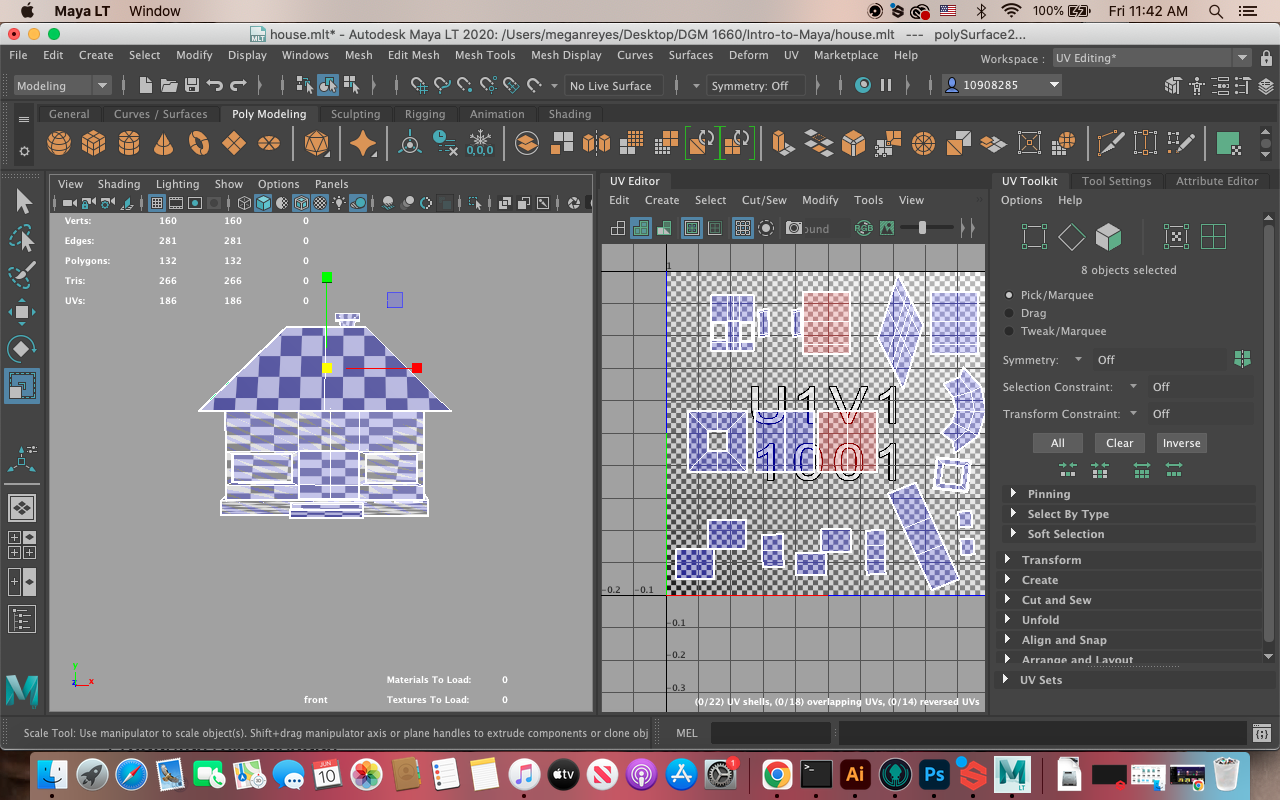 Maya LT Window 100% Fri 11:42 AM
house.mlt* - Autodesk Maya LT 2020: /Users/meganreyes/Desktop/DGM 1660/Intro-to-Maya/house.mlt --- polySurface2...
File Edit Create Select Modify Display Windows Mesh Edit Mesh Mesh Tools Mesh Display Curves Surfaces Deform UV Marketplace Help Workspace : UV Editing*
Modeling No Live Surface Symmetry: Off 10908285
General Curves / Surfaces Poly Modeling Sculpting Rigging Animation Shading
0,0,0
View Shading Lighting Show Options Panels
Verts: 160 160 0
Edges: 281 281 0
Polygons: 132 132 0
Tris: 266 266 0
UVs: 186 186 0
y
z x
Materials To Load: 0
front Textures To Load: 0
UV Editor
Edit Create Select Cut/Sew Modify Tools View
RGB
1
U1V1
1001
-0.2 -0.1
-0.1
-0.2
-0.3
(0/22) UV shells, (0/18) overlapping UVs, (0/14) reversed UVs
UV Toolkit Tool Settings Attribute Editor
Options Help
8 objects selected
Pick/Marquee
Drag
Tweak/Marquee
Symmetry: Off
Selection Constraint: Off
Transform Constraint: Off
All Clear Inverse
Pinning
Select By Type
Soft Selection
Transform
Create
Cut and Sew
Unfold
Align and Snap
Arrange and Layout
UV Sets
Scale Tool: Use manipulator to scale object(s). Shift+drag manipulator axis or plane handles to extrude components or clone obj MEL
JUN
10
tv
1
Ai
Ps
LT